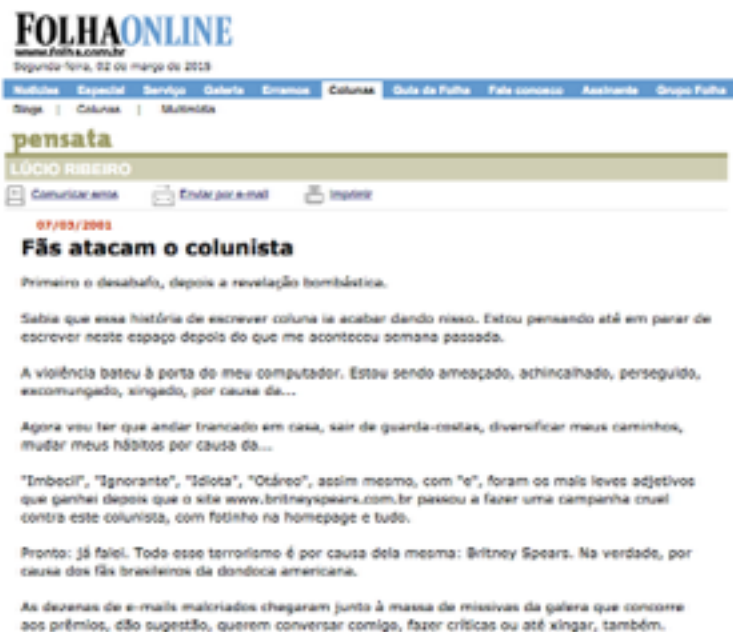 FOLHAONLINE
www.folha.com.br
Segunda-feira, 02 de março de 2015
Notícias Especial Serviço Galeria Erramos Colunas Guia da Folha Fale conosco Assinante Grupo Folha
Blogs | Colunas | Multimídia
pensata
LÚCIO RIBEIRO
Comunicar erros Enviar por e-mail Imprimir
07/03/2001
Fãs atacam o colunista
Primeiro o desabafo, depois a revelação bombástica.
Sabia que essa história de escrever coluna ia acabar dando nisso. Estou pensando até em parar de
escrever neste espaço depois do que me aconteceu semana passada.
A violência bateu à porta do meu computador. Estou sendo ameaçado, achincalhado, perseguido,
excomungado, xingado, por causa da...
Agora vou ter que andar trancado em casa, sair de guarda-costas, diversificar meus caminhos,
mudar meus hábitos por causa da...
"Imbecil", "Ignorante", "Idiota", "Otáreo", assim mesmo, com "e", foram os mais leves adjetivos
que ganhei depois que o site www.britneyspears.com.br passou a fazer uma campanha cruel
contra este colunista, com fotinho na homepage e tudo.
Pronto: já falei. Todo esse terrorismo é por causa dela mesma: Britney Spears. Na verdade, por
causa dos fãs brasileiros da dondoca americana.
As dezenas de e-mails malcriados chegaram junto à massa de missivas da galera que concorre
aos prêmios, dão sugestão, querem conversar comigo, fazer críticas ou até xingar, também.